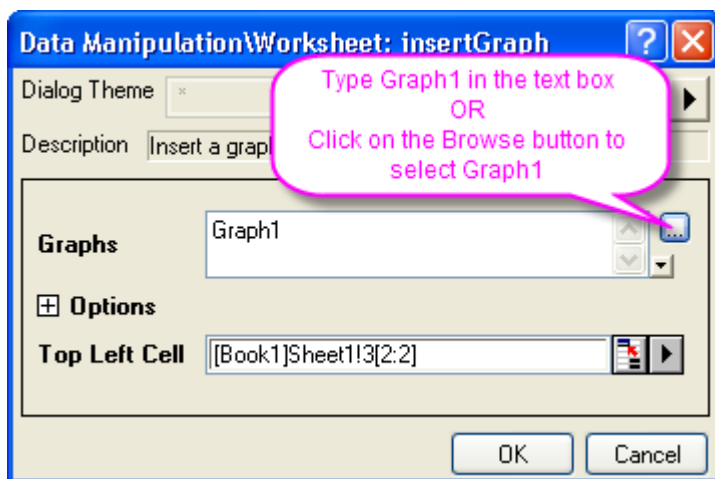 Data Manipulation\Worksheet: insertGraph
Dialog Theme *
Type Graph1 in the text box
OR
Click on the Browse button to
select Graph1
Description Insert a
Graphs Graph1
...
Options
Top Left Cell [Book1]Sheet1!3[2:2]
OK Cancel